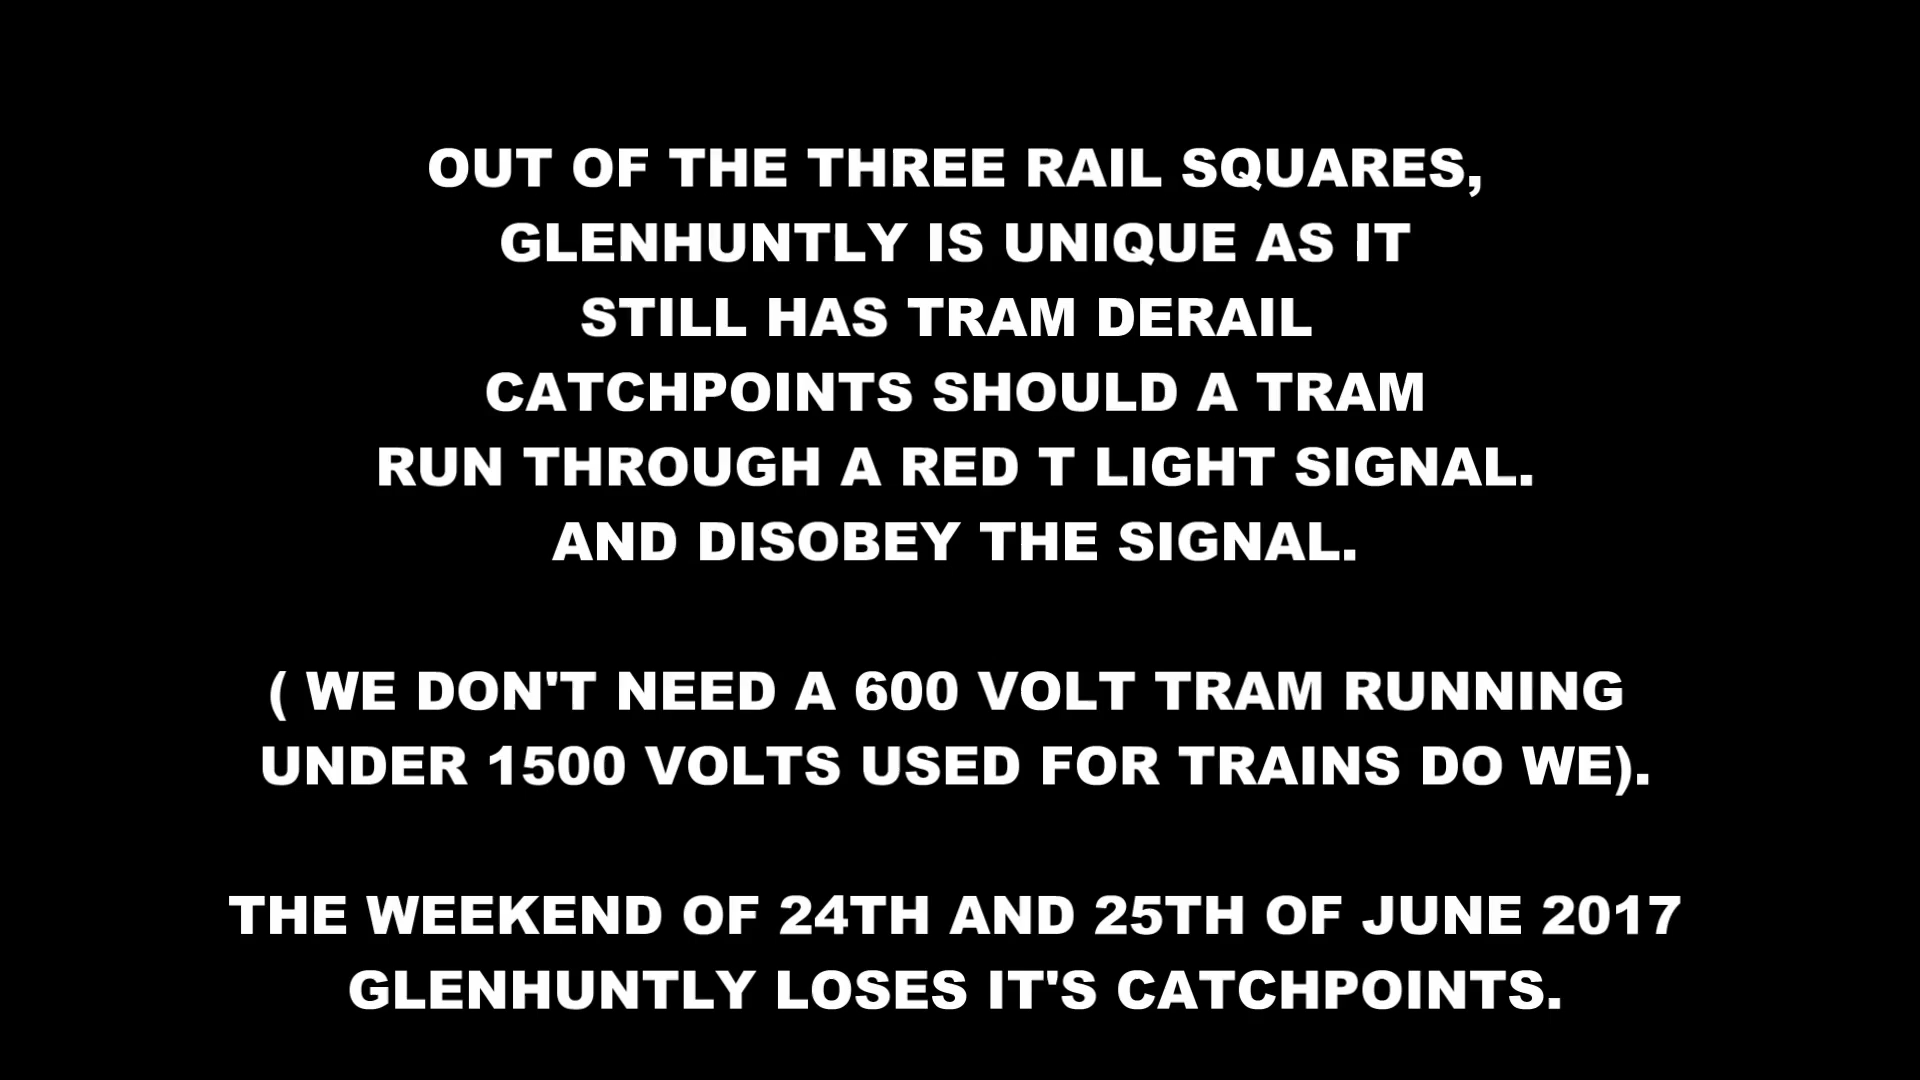 OUT OF THE THREE RAIL SQUARES,
GLENHUNTLY IS UNIQUE AS IT
STILL HAS TRAM DERAIL
CATCHPOINTS SHOULD A TRAM
RUN THROUGH A RED T LIGHT SIGNAL.
AND DISOBEY THE SIGNAL.
( WE DON'T NEED A 600 VOLT TRAM RUNNING
UNDER 1500 VOLTS USED FOR TRAINS DO WE).
THE WEEKEND OF 24TH AND 25TH OF JUNE 2017
GLENHUNTLY LOSES IT'S CATCHPOINTS.